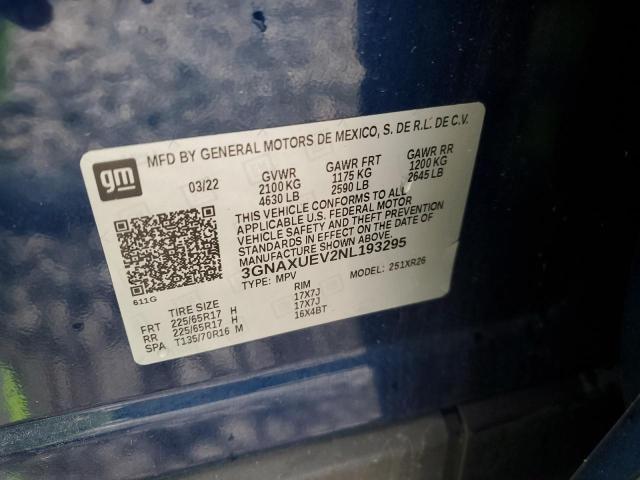 gm
MFD BY GENERAL MOTORS DE MEXICO, S. DE R.L. DE C.V.
03/22 GVWR GAWR FRT GAWR RR
2100 KG 1175 KG 1200 KG
4630 LB 2590 LB 2645 LB
THIS VEHICLE CONFORMS TO ALL
APPLICABLE U.S. FEDERAL MOTOR
VEHICLE SAFETY AND THEFT PREVENTION
STANDARDS IN EFFECT ON THE DATE OF
MANUFACTURE SHOWN ABOVE.
3GNAXUEV2NL193295
611G TYPE: MPV MODEL: 251XR26
TIRE SIZE RIM
FRT 225/65R17 H 17X7J
RR 225/65R17 H 17X7J
SPA T135/70R16 M 16X4BT